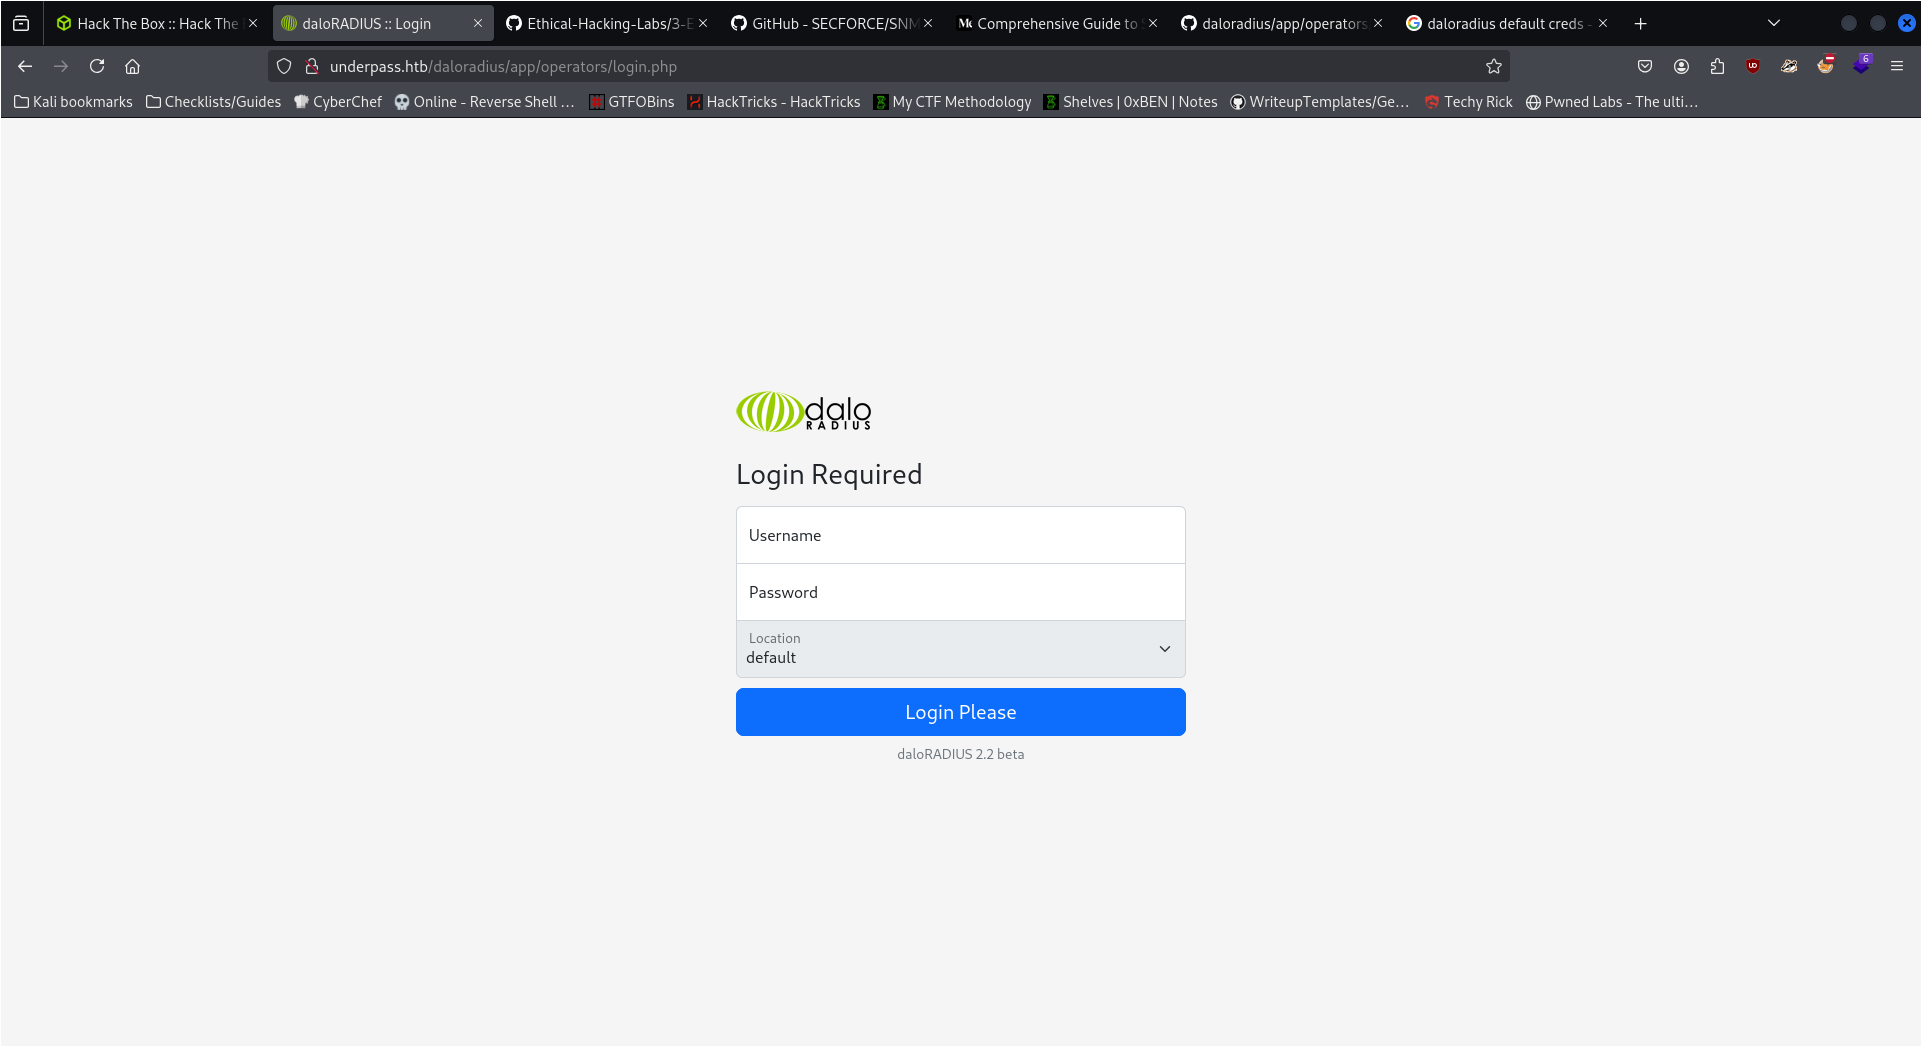 Hack The Box :: Hack The
daloRADIUS :: Login
Ethical-Hacking-Labs/3-E
GitHub - SECFORCE/SNM
Comprehensive Guide to
daloradius/app/operators
daloradius default creds -
underpass.htb/daloradius/app/operators/login.php
6
Kali bookmarks
Checklists/Guides
CyberChef
Online - Reverse Shell …
GTFOBins
HackTricks - HackTricks
My CTF Methodology
Shelves | 0xBEN | Notes
WriteupTemplates/Ge…
Techy Rick
Pwned Labs - The ulti…
dalo
RADIUS
Login Required
Username
Password
Location
default
Login Please
daloRADIUS 2.2 beta